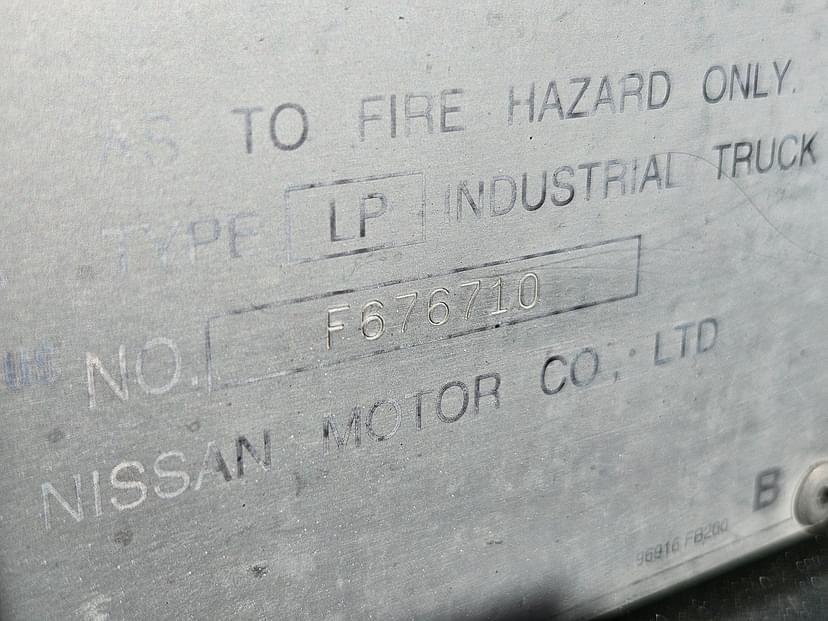 AS TO FIRE HAZARD ONLY.
TYPE LP INDUSTRIAL TRUCK
NO. F676710
NISSAN MOTOR CO., LTD
B
96916 FB200